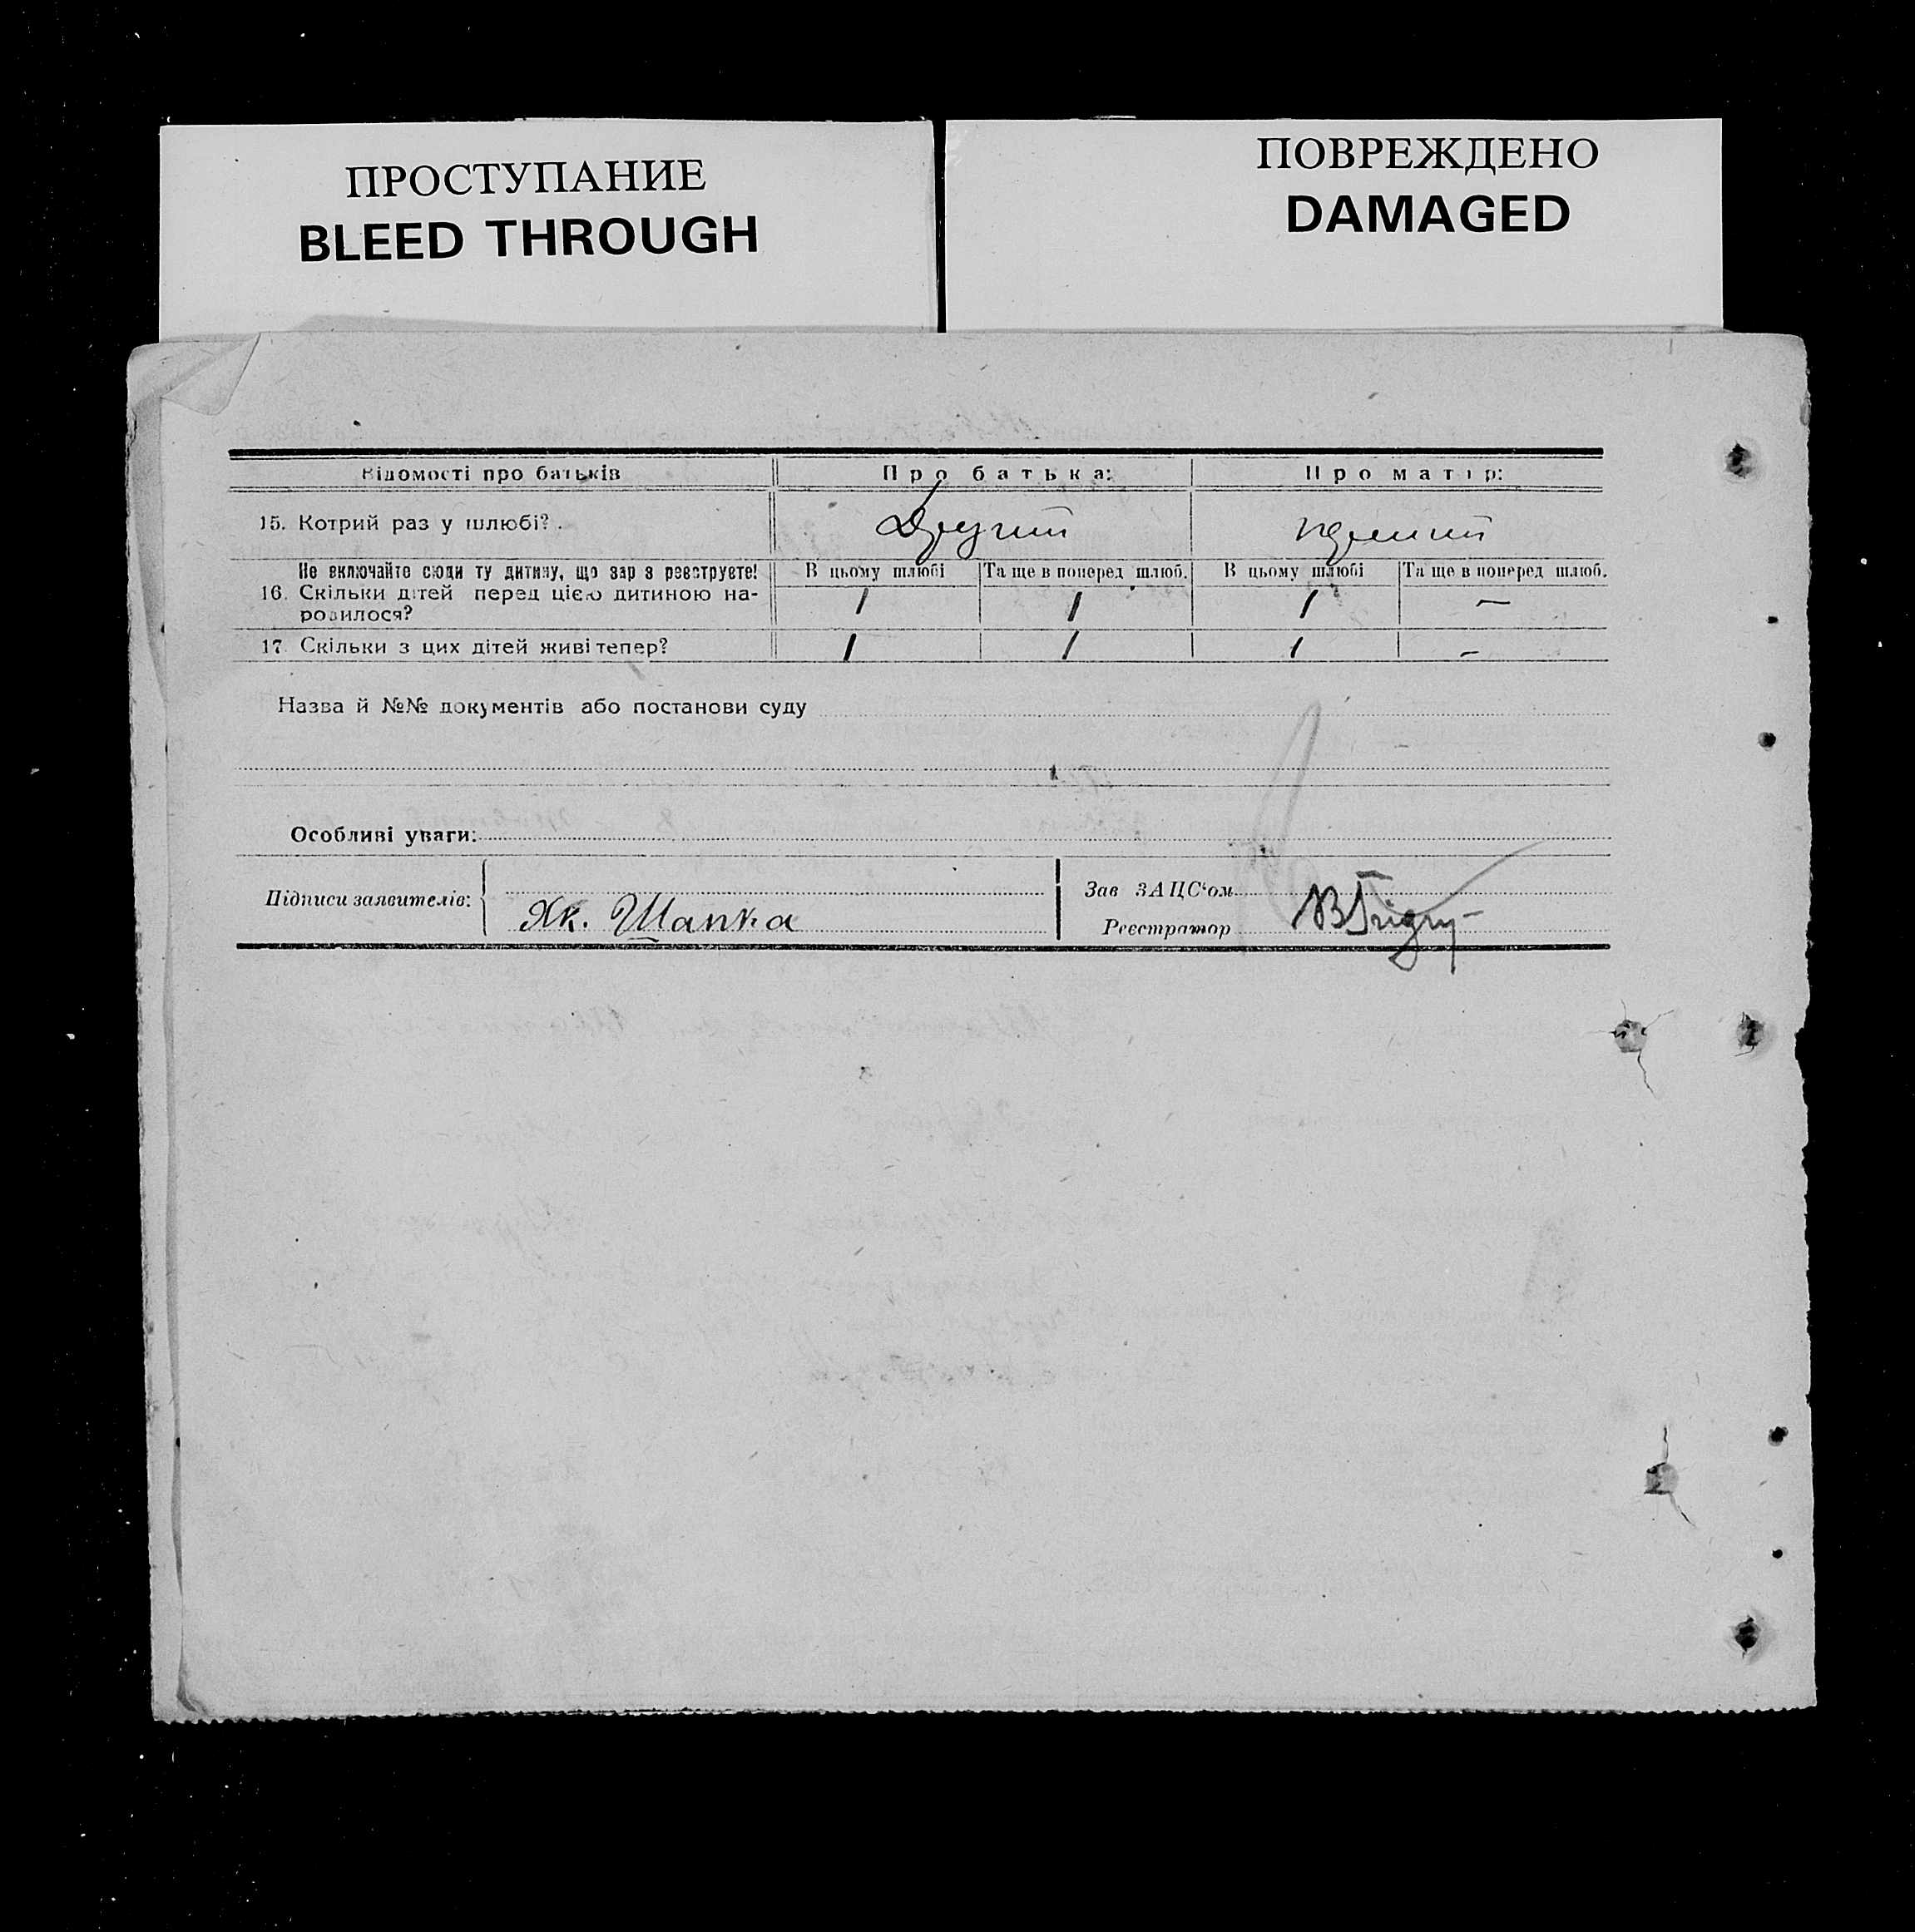 ПРОСТУПАНИЕ
BLEED THROUGH
ПОВРЕЖДЕНО
DAMAGED
Відомості про батьків Про батька: Про матір:
15. Котрий раз у шлюбі? Другий перший
Не включайте сюди ту дитину, що зараз реєструєте! В цьому шлюбі Та ще в поперед шлюб. В цьому шлюбі Та ще в поперед шлюб.
16. Скільки дітей перед цією дитиною на- 1 1 1 —
родилося?
17. Скільки з цих дітей живі тепер? 1 1 1 —
Назва й №№ документів або постанови суду
Особливі уваги:
Підписи заявителів: Як. Шапка
Зав ЗАЦС'ом
Реєстратор